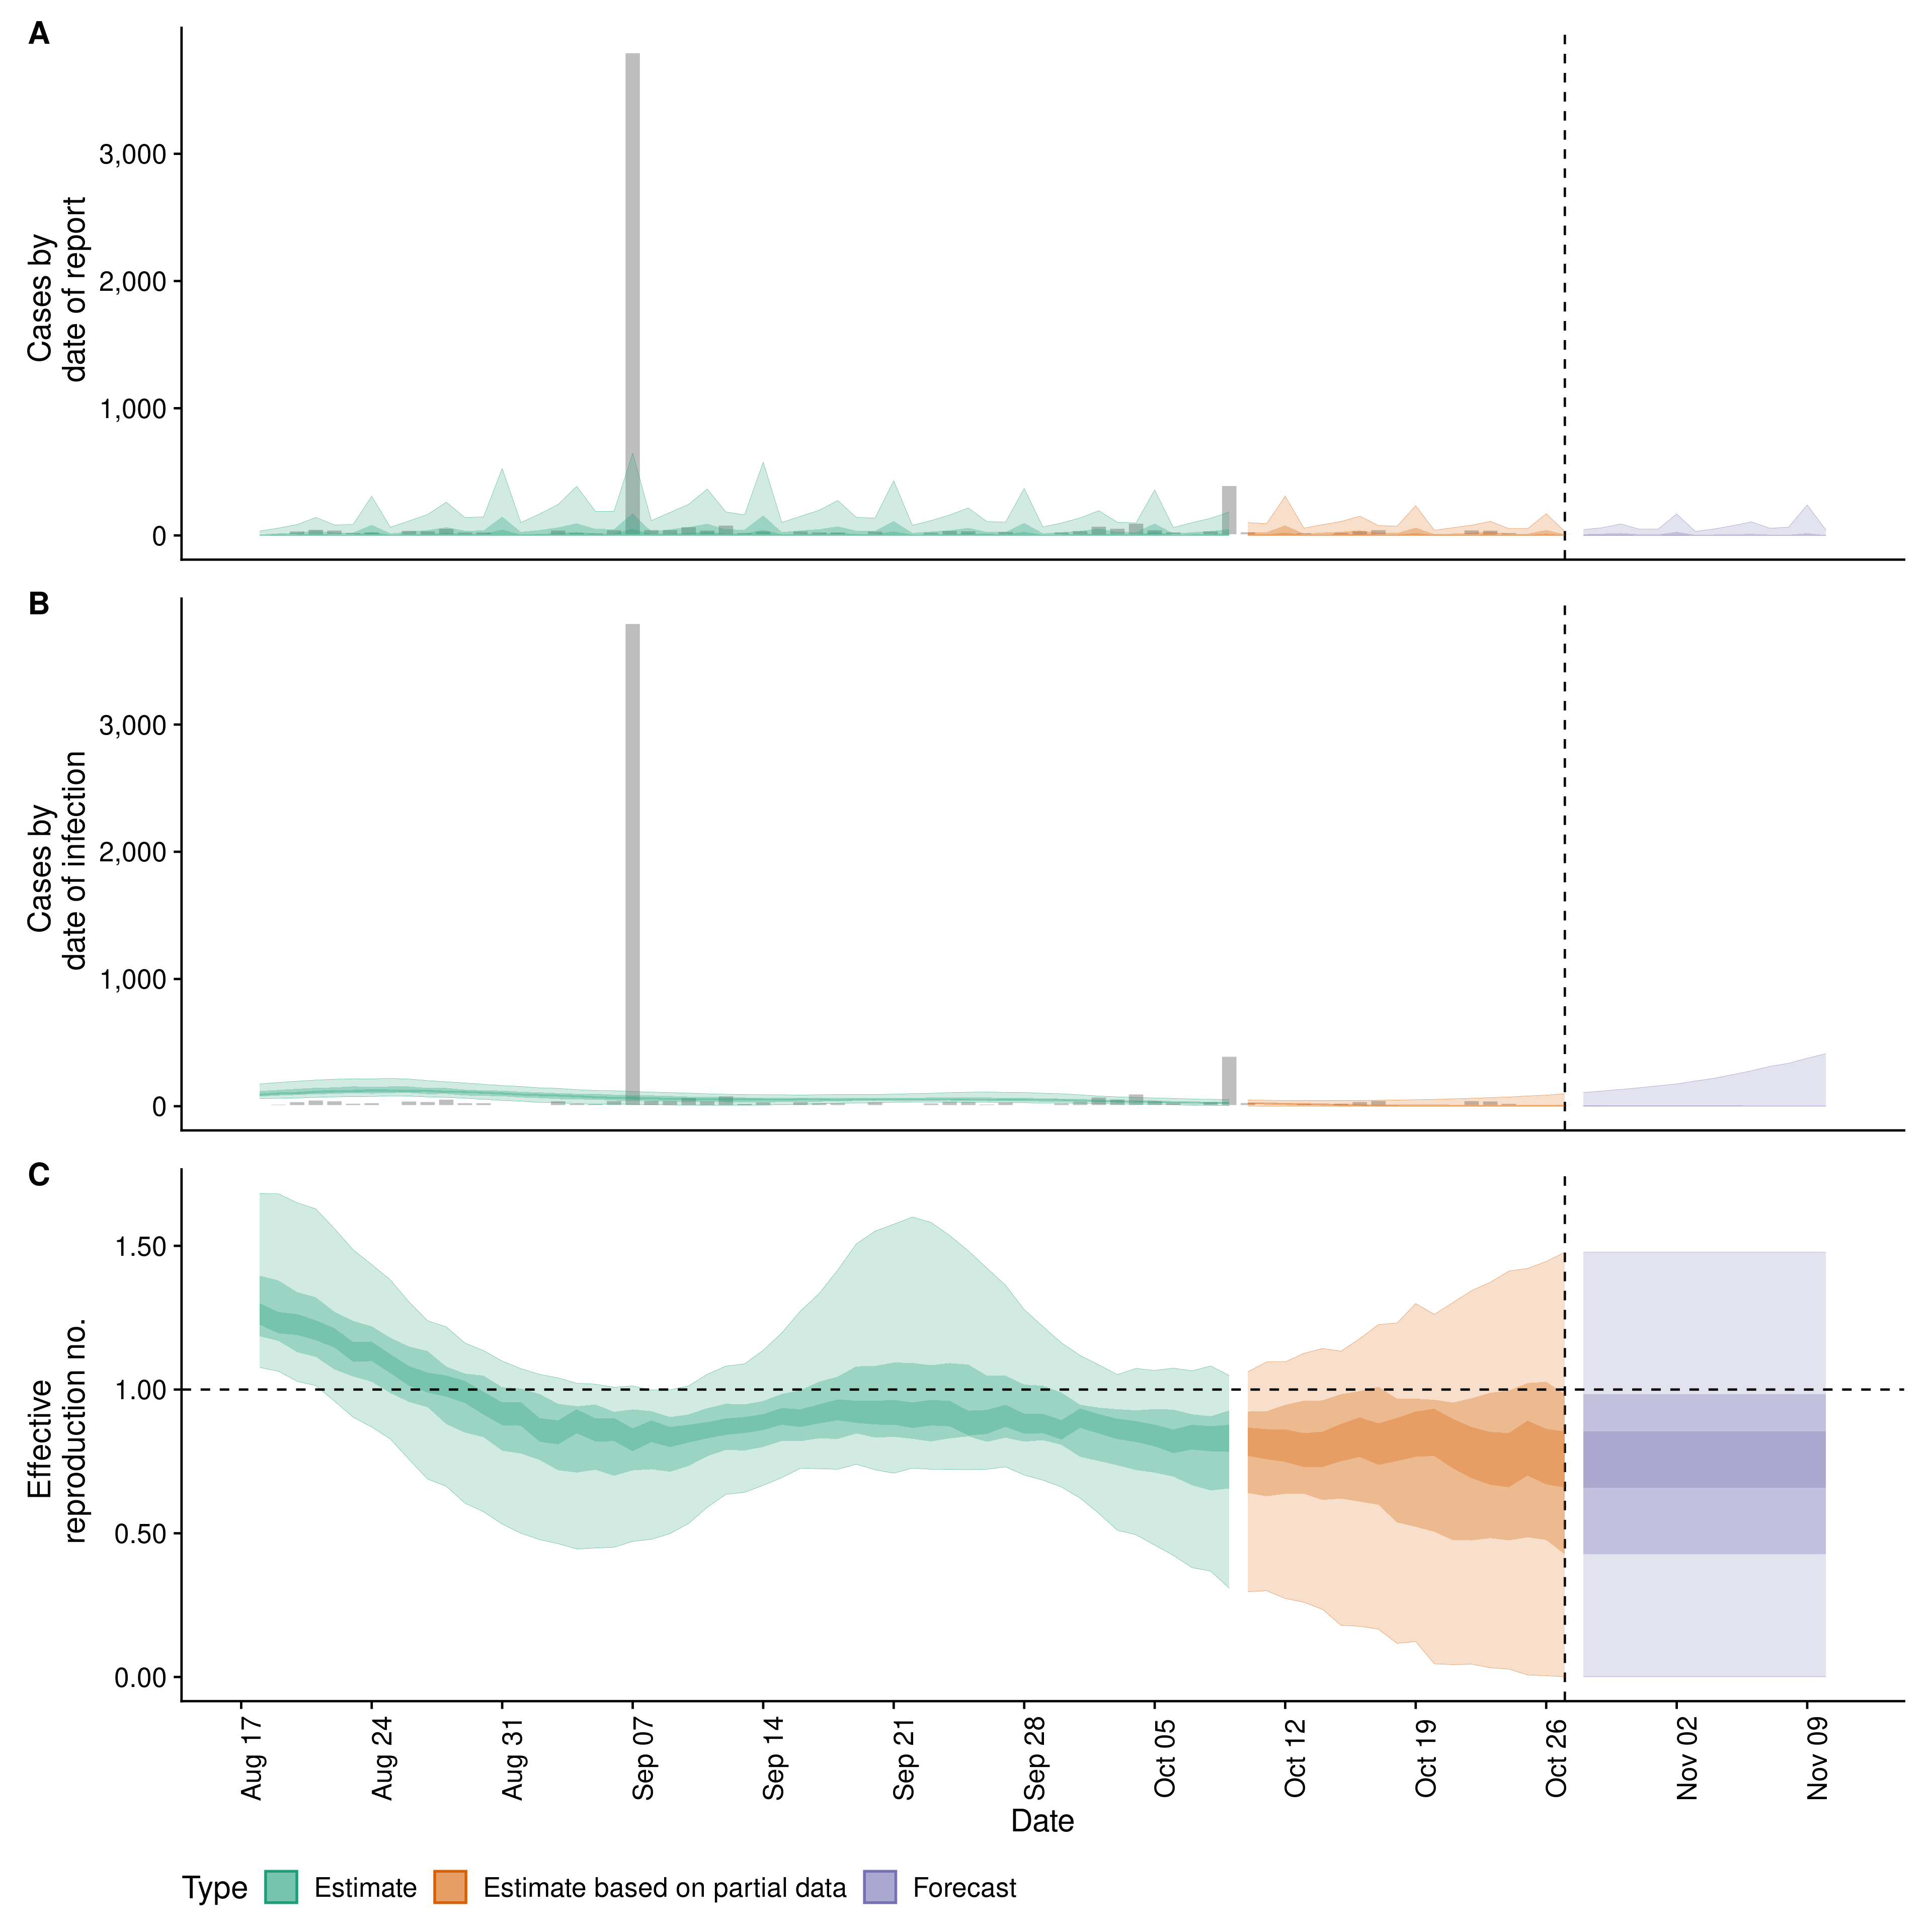 A
Cases by
date of report
3,000
2,000
1,000
0
B
Cases by
date of infection
3,000
2,000
1,000
0
C
Effective
reproduction no.
1.50
1.00
0.50
0.00
Aug 17
Aug 24
Aug 31
Sep 07
Sep 14
Sep 21
Sep 28
Oct 05
Oct 12
Oct 19
Oct 26
Nov 02
Nov 09
Date
Type Estimate Estimate based on partial data Forecast